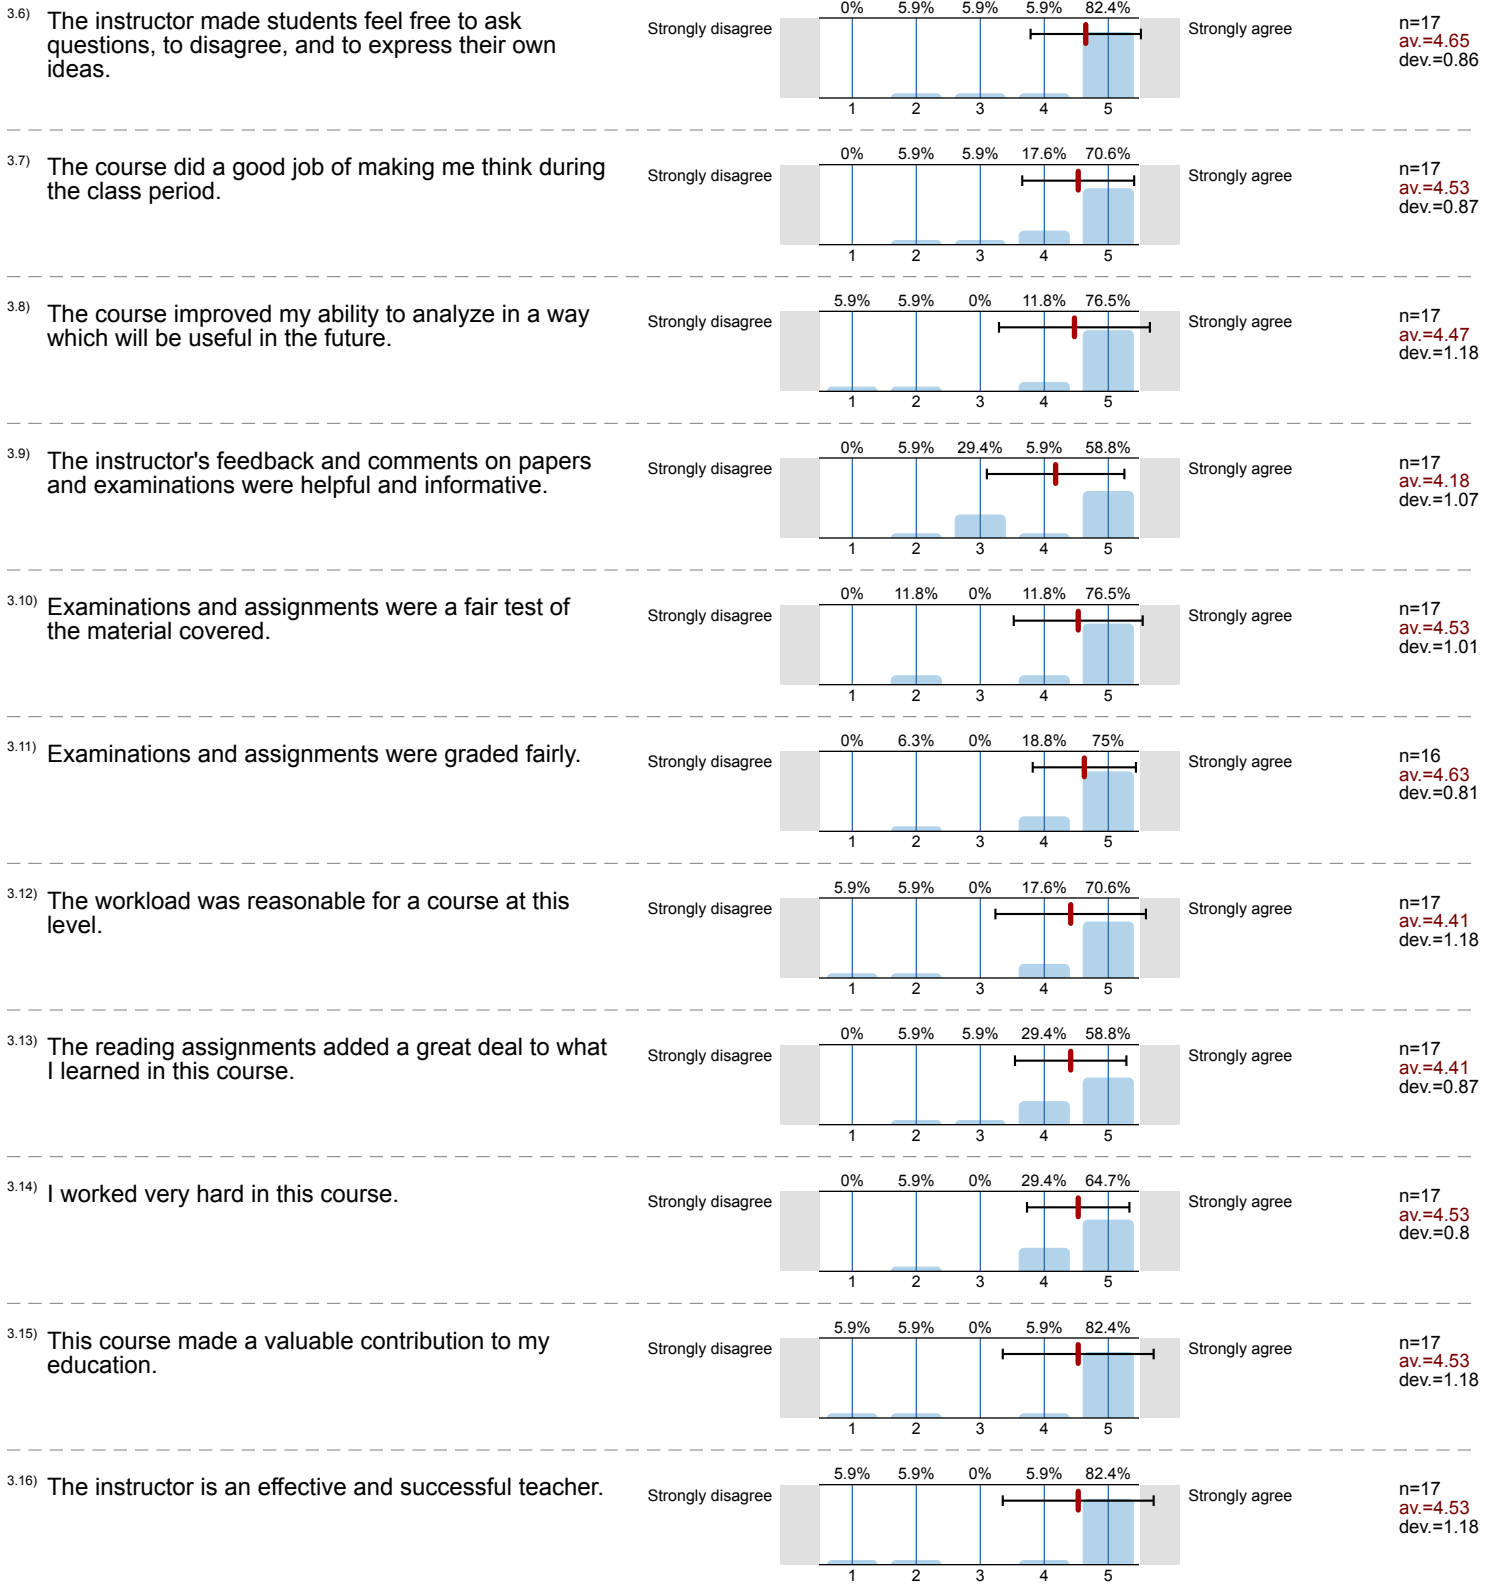 3.6) The instructor made students feel free to ask
questions, to disagree, and to express their own
ideas.
Strongly disagree
0% 5.9% 5.9% 5.9% 82.4%
1 2 3 4 5
Strongly agree
n=17
av.=4.65
dev.=0.86
3.7) The course did a good job of making me think during
the class period.
Strongly disagree
0% 5.9% 5.9% 17.6% 70.6%
1 2 3 4 5
Strongly agree
n=17
av.=4.53
dev.=0.87
3.8) The course improved my ability to analyze in a way
which will be useful in the future.
Strongly disagree
5.9% 5.9% 0% 11.8% 76.5%
1 2 3 4 5
Strongly agree
n=17
av.=4.47
dev.=1.18
3.9) The instructor's feedback and comments on papers
and examinations were helpful and informative.
Strongly disagree
0% 5.9% 29.4% 5.9% 58.8%
1 2 3 4 5
Strongly agree
n=17
av.=4.18
dev.=1.07
3.10) Examinations and assignments were a fair test of
the material covered.
Strongly disagree
0% 11.8% 0% 11.8% 76.5%
1 2 3 4 5
Strongly agree
n=17
av.=4.53
dev.=1.01
3.11) Examinations and assignments were graded fairly.
Strongly disagree
0% 6.3% 0% 18.8% 75%
1 2 3 4 5
Strongly agree
n=16
av.=4.63
dev.=0.81
3.12) The workload was reasonable for a course at this
level.
Strongly disagree
5.9% 5.9% 0% 17.6% 70.6%
1 2 3 4 5
Strongly agree
n=17
av.=4.41
dev.=1.18
3.13) The reading assignments added a great deal to what
I learned in this course.
Strongly disagree
0% 5.9% 5.9% 29.4% 58.8%
1 2 3 4 5
Strongly agree
n=17
av.=4.41
dev.=0.87
3.14) I worked very hard in this course.
Strongly disagree
0% 5.9% 0% 29.4% 64.7%
1 2 3 4 5
Strongly agree
n=17
av.=4.53
dev.=0.8
3.15) This course made a valuable contribution to my
education.
Strongly disagree
5.9% 5.9% 0% 5.9% 82.4%
1 2 3 4 5
Strongly agree
n=17
av.=4.53
dev.=1.18
3.16) The instructor is an effective and successful teacher.
Strongly disagree
5.9% 5.9% 0% 5.9% 82.4%
1 2 3 4 5
Strongly agree
n=17
av.=4.53
dev.=1.18